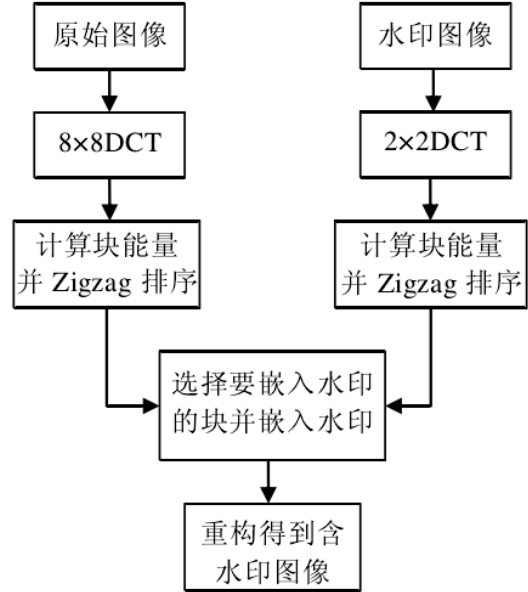 原始图像
水印图像
8×8DCT
2×2DCT
计算块能量
并 Zigzag 排序
计算块能量
并 Zigzag 排序
选择要嵌入水印
的块并嵌入水印
重构得到含
水印图像